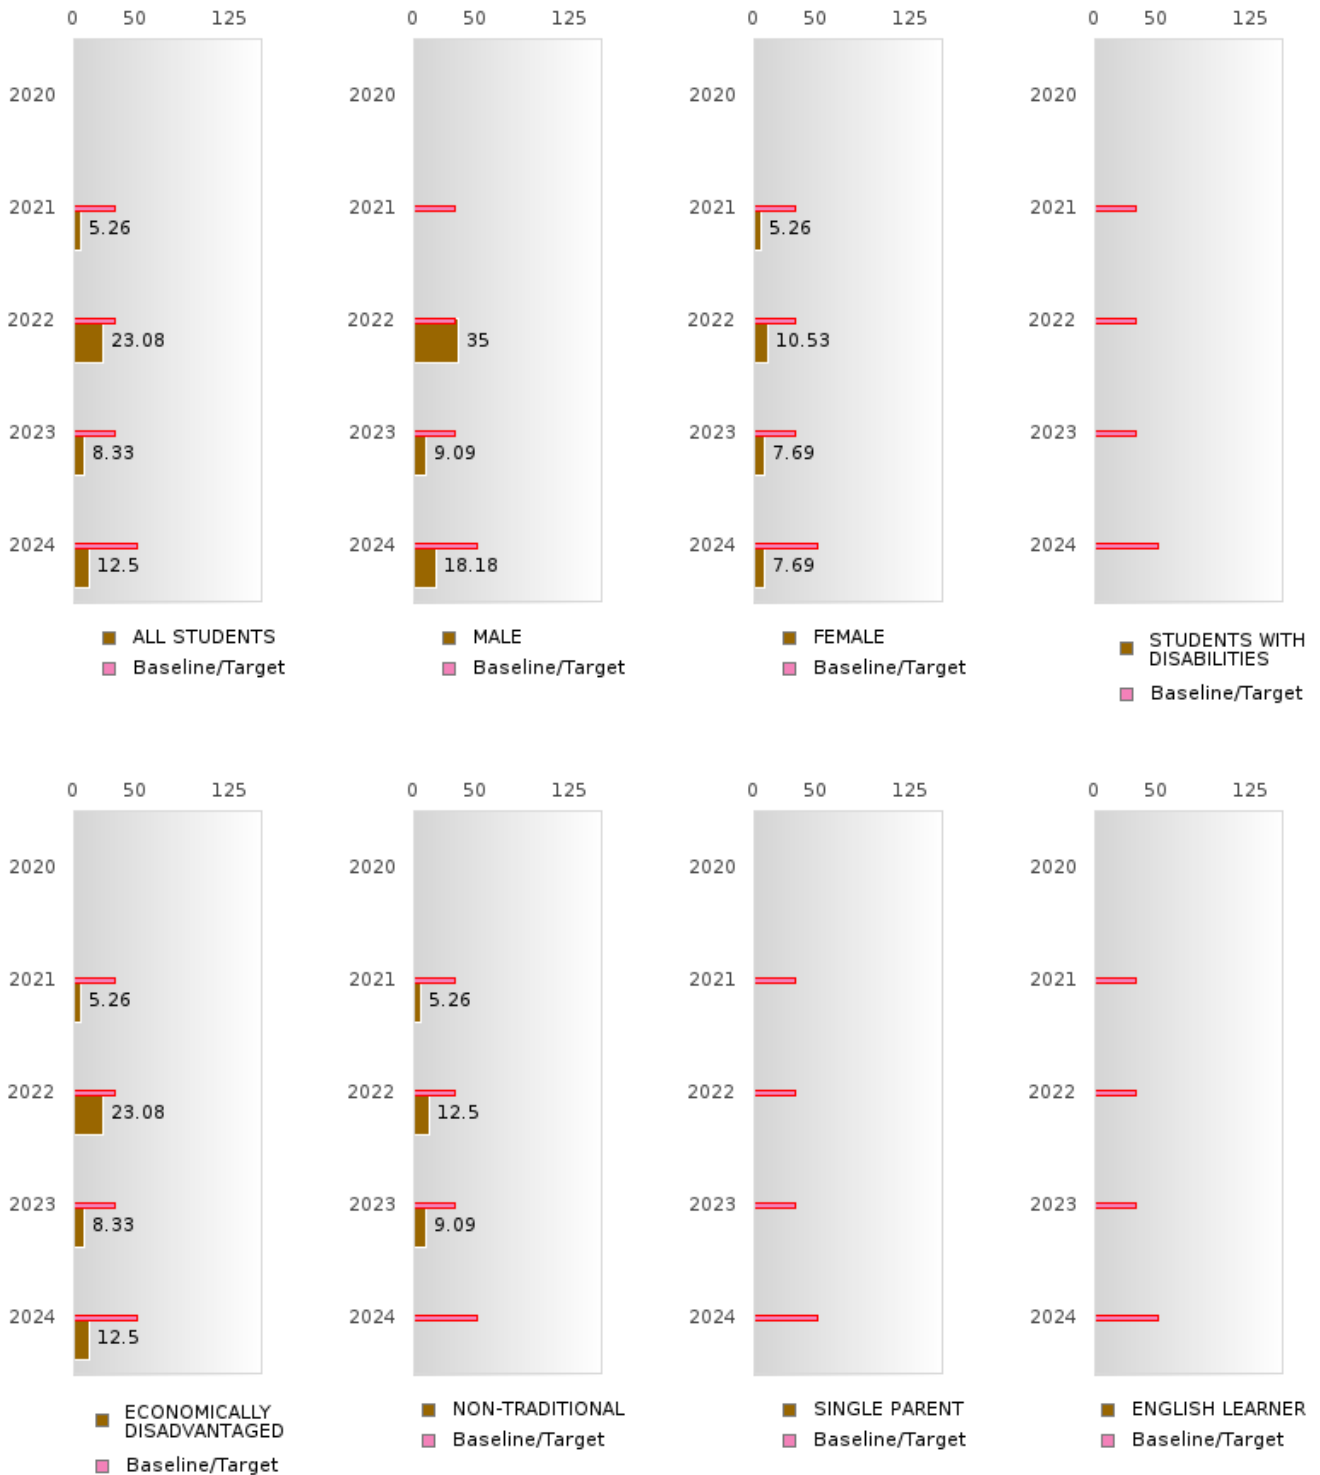 0 50 125 0 50 125 0 50 125 0 50 125
2020 2020 2020 2020
2021 2021 2021 2021
5.26 5.26
2022 2022 2022 2022
23.08 35 10.53
2023 2023 2023 2023
8.33 9.09 7.69
2024 2024 2024 2024
12.5 18.18 7.69
ALL STUDENTS MALE FEMALE STUDENTS WITH
DISABILITIES
Baseline/Target Baseline/Target Baseline/Target Baseline/Target
0 50 125 0 50 125 0 50 125 0 50 125
2020 2020 2020 2020
2021 2021 2021 2021
5.26 5.26
2022 2022 2022 2022
23.08 12.5
2023 2023 2023 2023
8.33 9.09
2024 2024 2024 2024
12.5
ECONOMICALLY NON-TRADITIONAL SINGLE PARENT ENGLISH LEARNER
DISADVANTAGED
Baseline/Target Baseline/Target Baseline/Target Baseline/Target